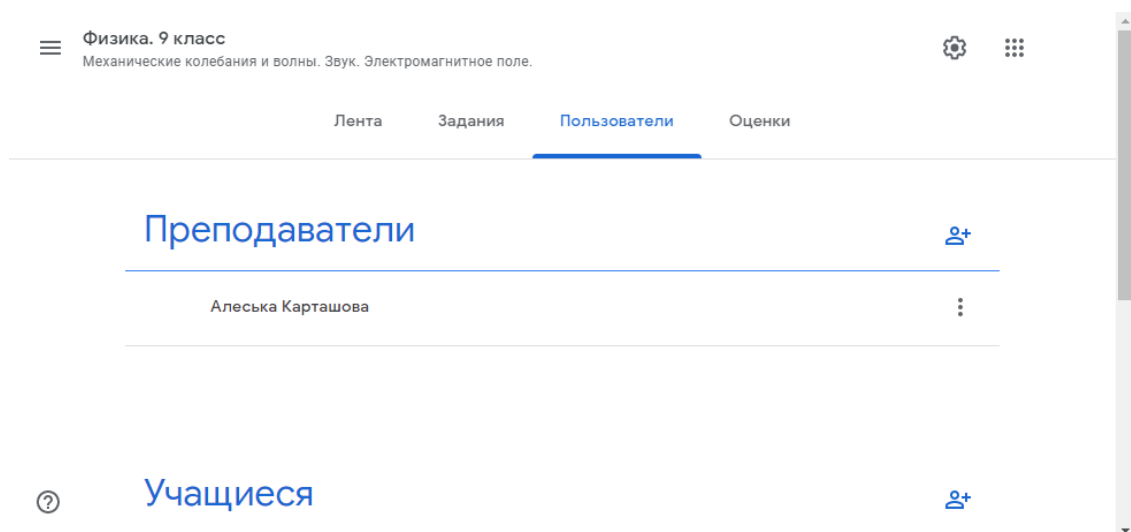 Физика. 9 класс
Механические колебания и волны. Звук. Электромагнитное поле.
Лента Задания Пользователи Оценки
Преподаватели
Алеська Карташова
Учащиеся